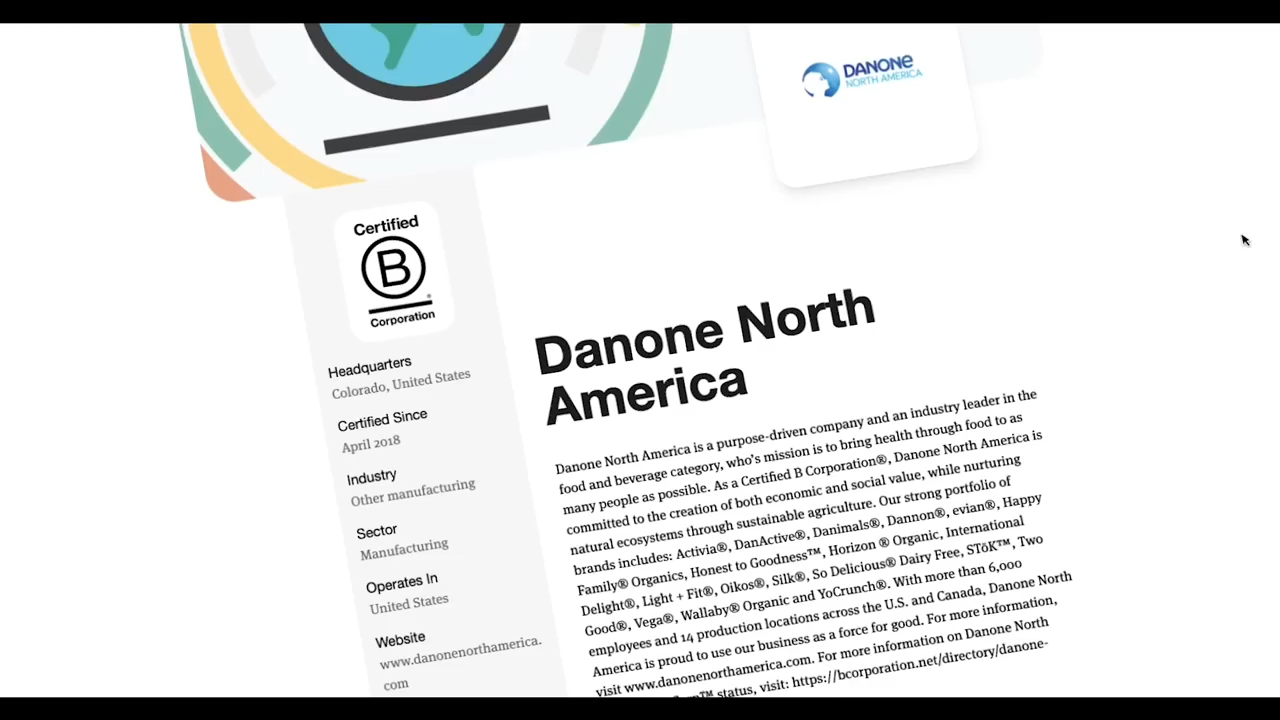 DANONE
NORTH AMERICA
Certified
B
Corporation
Headquarters
Colorado, United States
Certified Since
April 2018
Industry
Other manufacturing
Sector
Manufacturing
Operates In
United States
Website
www.danonenorthamerica.
com
Danone North
America
Danone North America is a purpose-driven company and an industry leader in the
food and beverage category, who's mission is to bring health through food to as
many people as possible. As a Certified B Corporation®, Danone North America is
committed to the creation of both economic and social value, while nurturing
natural ecosystems through sustainable agriculture. Our strong portfolio of
brands includes: Activia®, DanActive®, Danimals®, Dannon®, evian®, Happy
Family® Organics, Honest to Goodness™, Horizon ® Organic, International
Delight®, Light + Fit®, Oikos®, Silk®, So Delicious® Dairy Free, STōK™, Two
Good®, Vega®, Wallaby® Organic and YoCrunch®. With more than 6,000
employees and 14 production locations across the U.S. and Canada, Danone North
America is proud to use our business as a force for good. For more information,
visit www.danonenorthamerica.com. For more information on Danone North
status, visit: https://bcorporation.net/directory/danone-